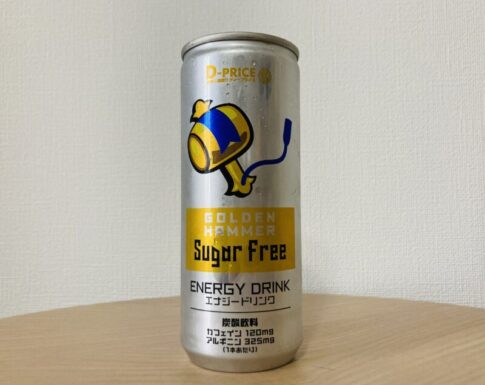 D-PRICE
GOLDEN
HAMMER
Sugar Free
ENERGY DRINK
エナジードリンク
炭酸飲料
カフェイン 120mg
アルギニン 325mg
(1本あたり)